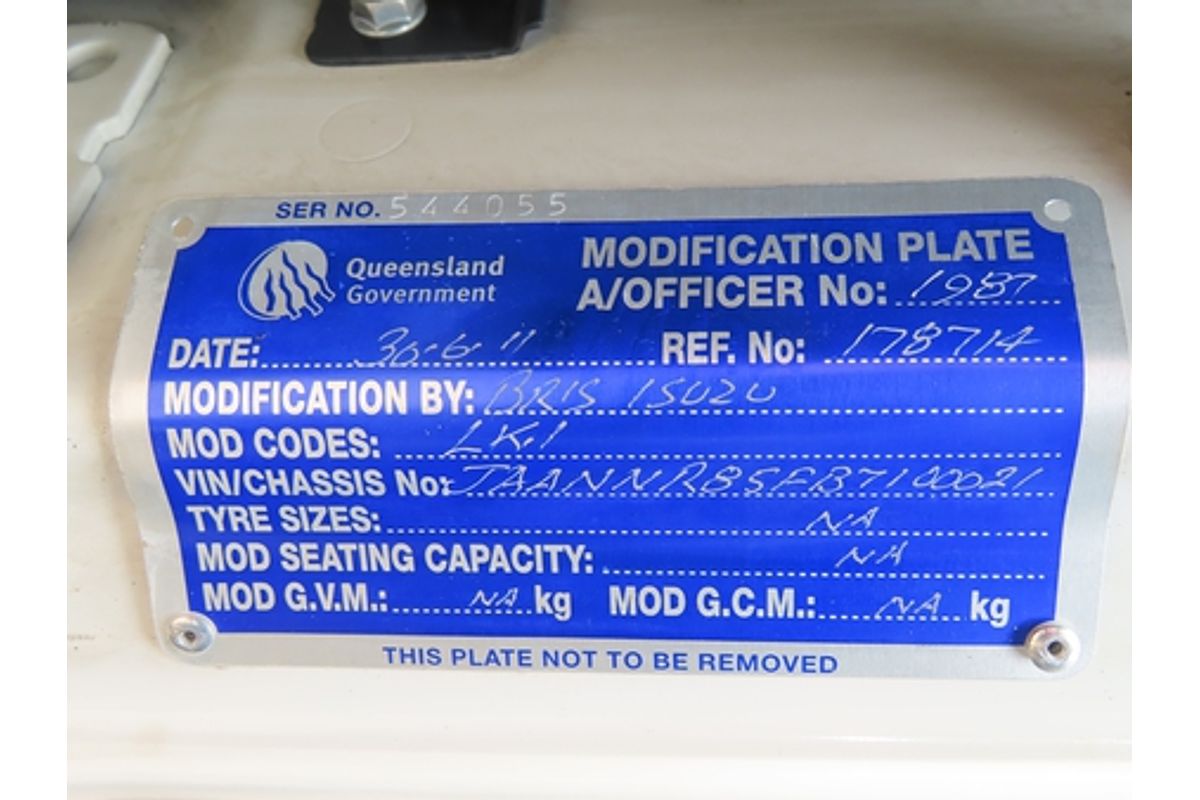 SER NO. 544055
Queensland Government
MODIFICATION PLATE
A/OFFICER No: 1987
DATE: 30-6-11 REF. No: 178714
MODIFICATION BY: BRIS ISUZU
MOD CODES: LK.1
VIN/CHASSIS No: JAANNR85FB7100021
TYRE SIZES: NA
MOD SEATING CAPACITY: NA
MOD G.V.M.: NA kg MOD G.C.M.: NA kg
THIS PLATE NOT TO BE REMOVED